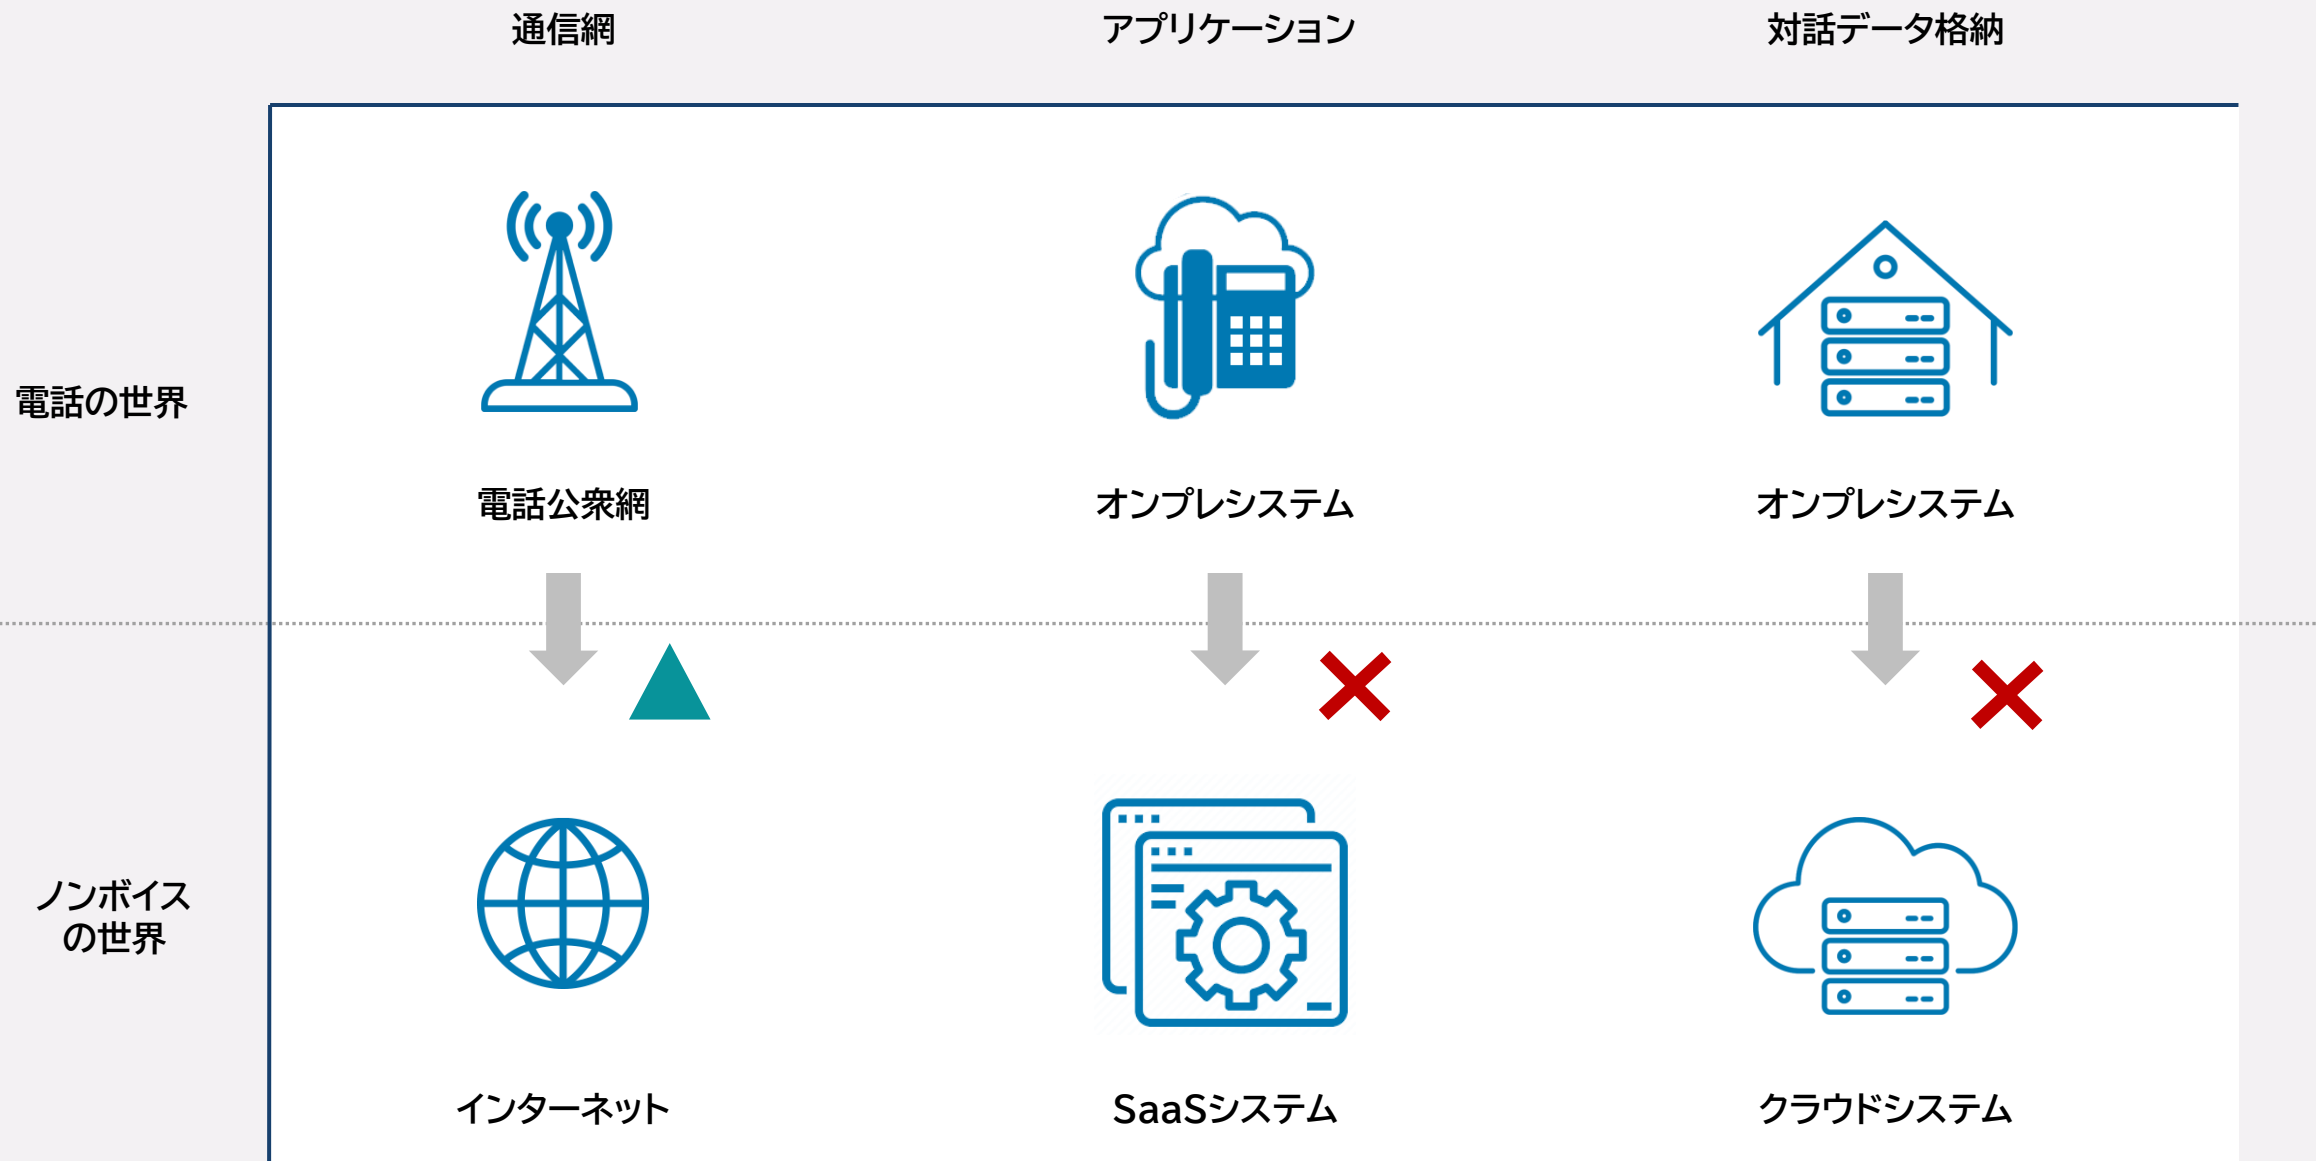 通信網
アプリケーション
対話データ格納
電話の世界
電話公衆網
オンプレシステム
オンプレシステム
ノンボイス
の世界
インターネット
SaaSシステム
クラウドシステム